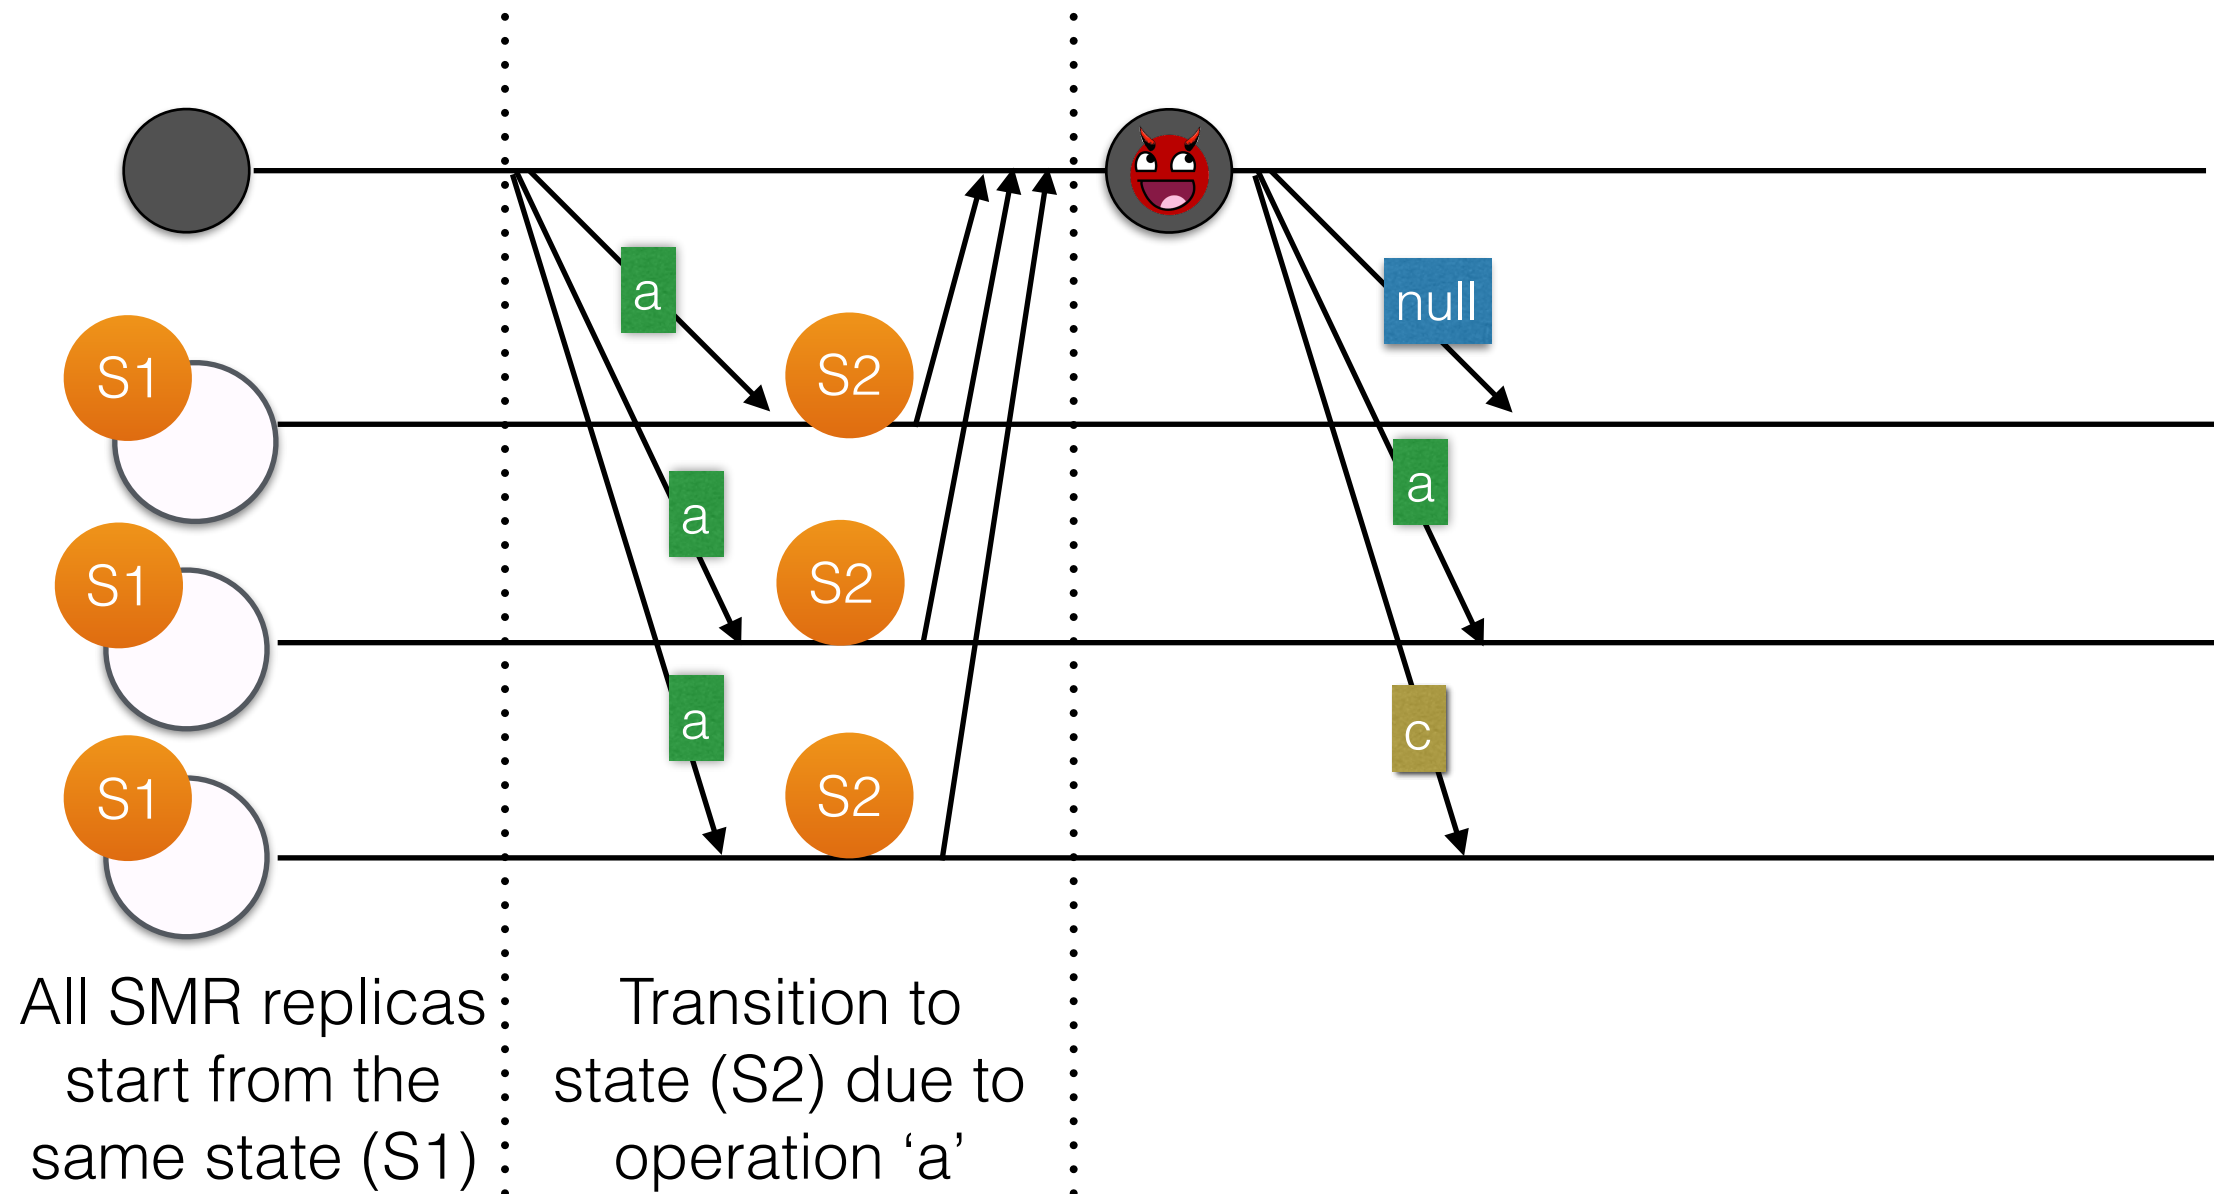 a
null
S1
S2
a
a
S1
S2
a
c
S1
S2
All SMR replicas
start from the
same state (S1)
Transition to
state (S2) due to
operation ‘a’